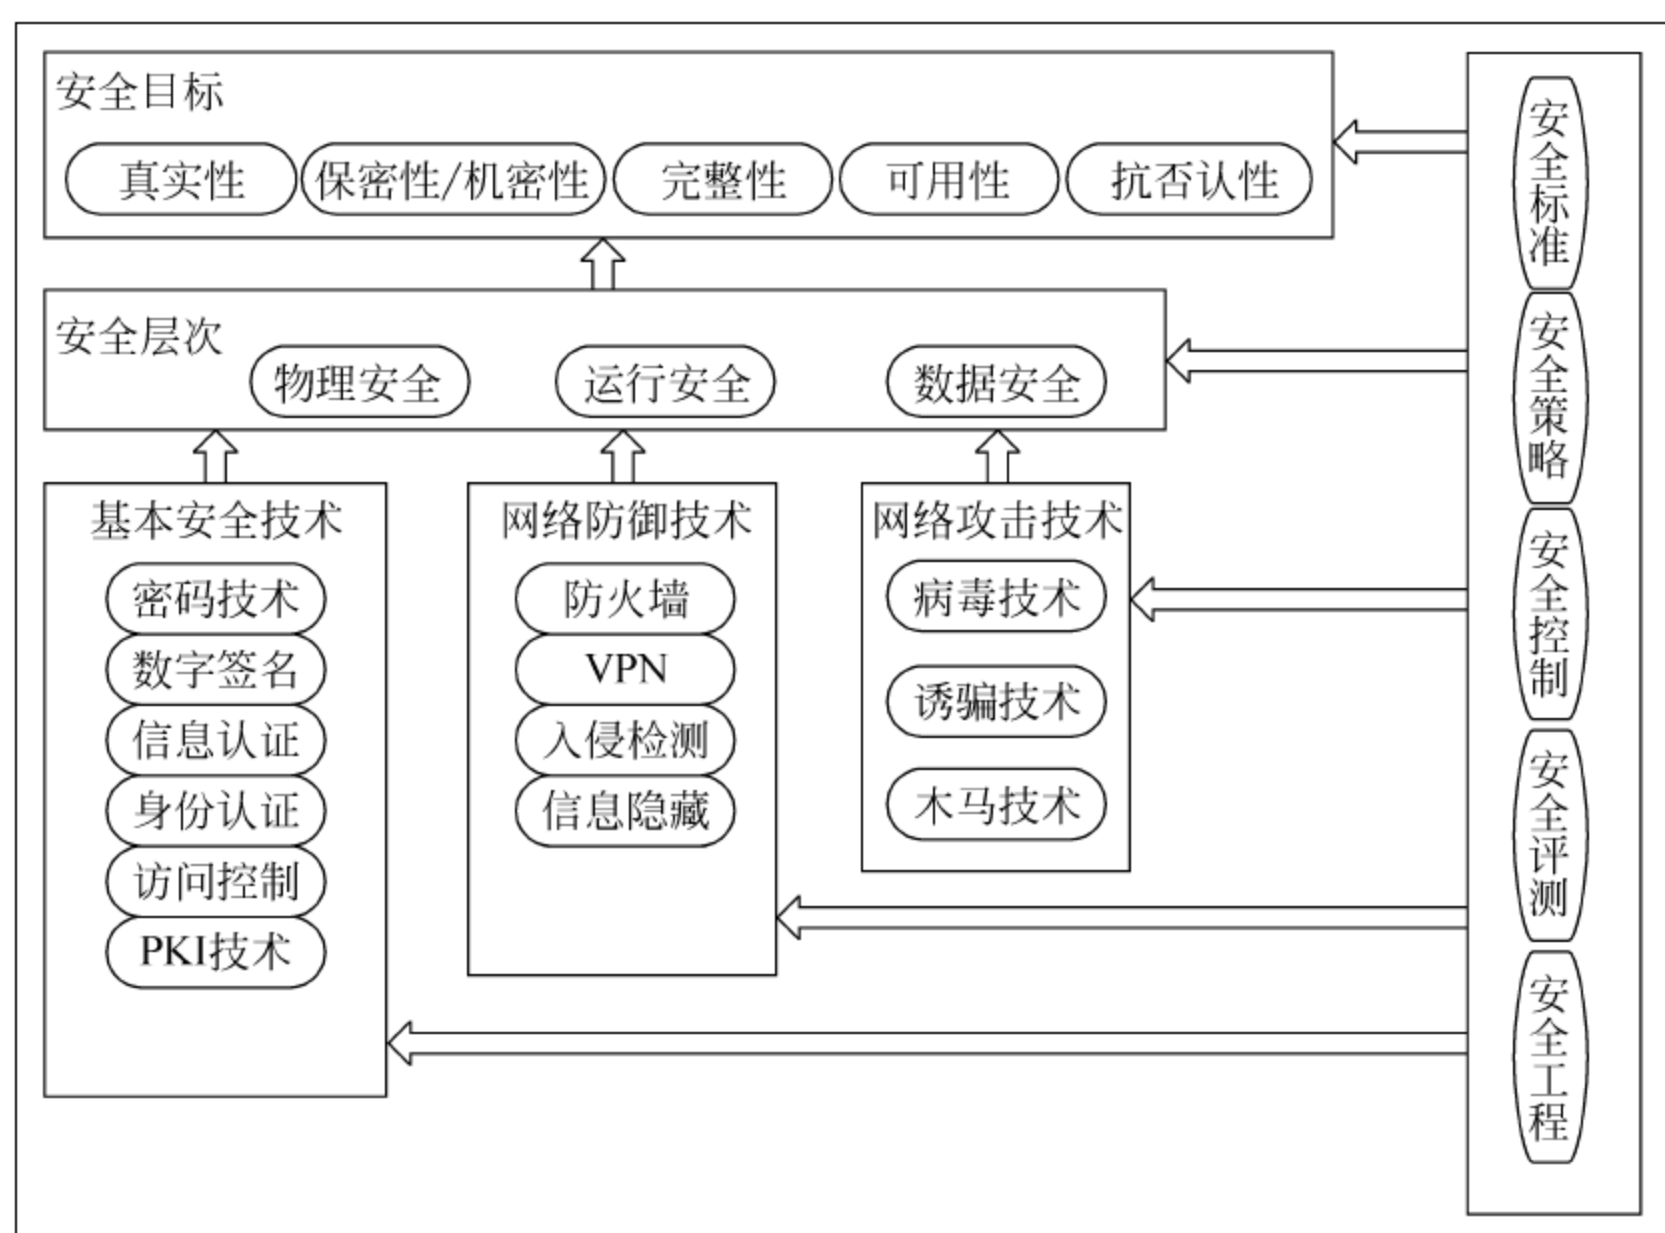 安全目标
真实性
保密性/机密性
完整性
可用性
抗否认性
安全层次
物理安全
运行安全
数据安全
基本安全技术
密码技术
数字签名
信息认证
身份认证
访问控制
PKI技术
网络防御技术
防火墙
VPN
入侵检测
信息隐藏
网络攻击技术
病毒技术
诱骗技术
木马技术
安全标准
安全策略
安全控制
安全评测
安全工程